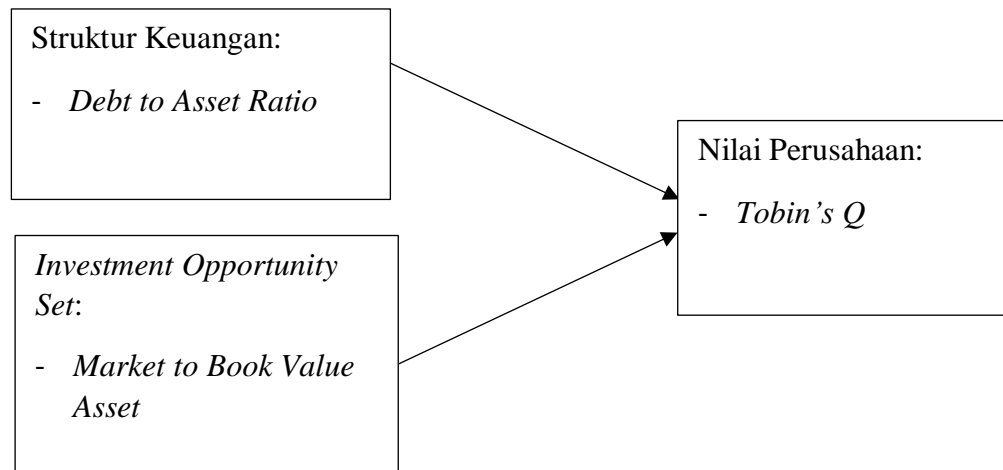 Struktur Keuangan:
- Debt to Asset Ratio
Investment Opportunity
Set:
- Market to Book Value
Asset
Nilai Perusahaan:
- Tobin’s Q